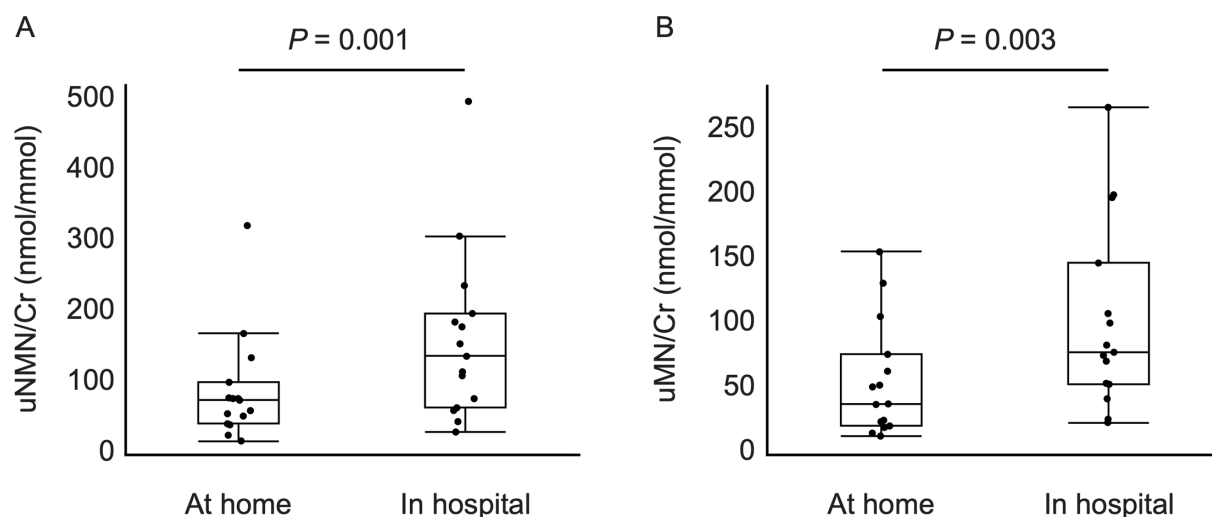 A
P = 0.001
uNMN/Cr (nmol/mmol)
500
400
300
200
100
0
At home
In hospital
B
P = 0.003
uMN/Cr (nmol/mmol)
250
200
150
100
50
0
At home
In hospital